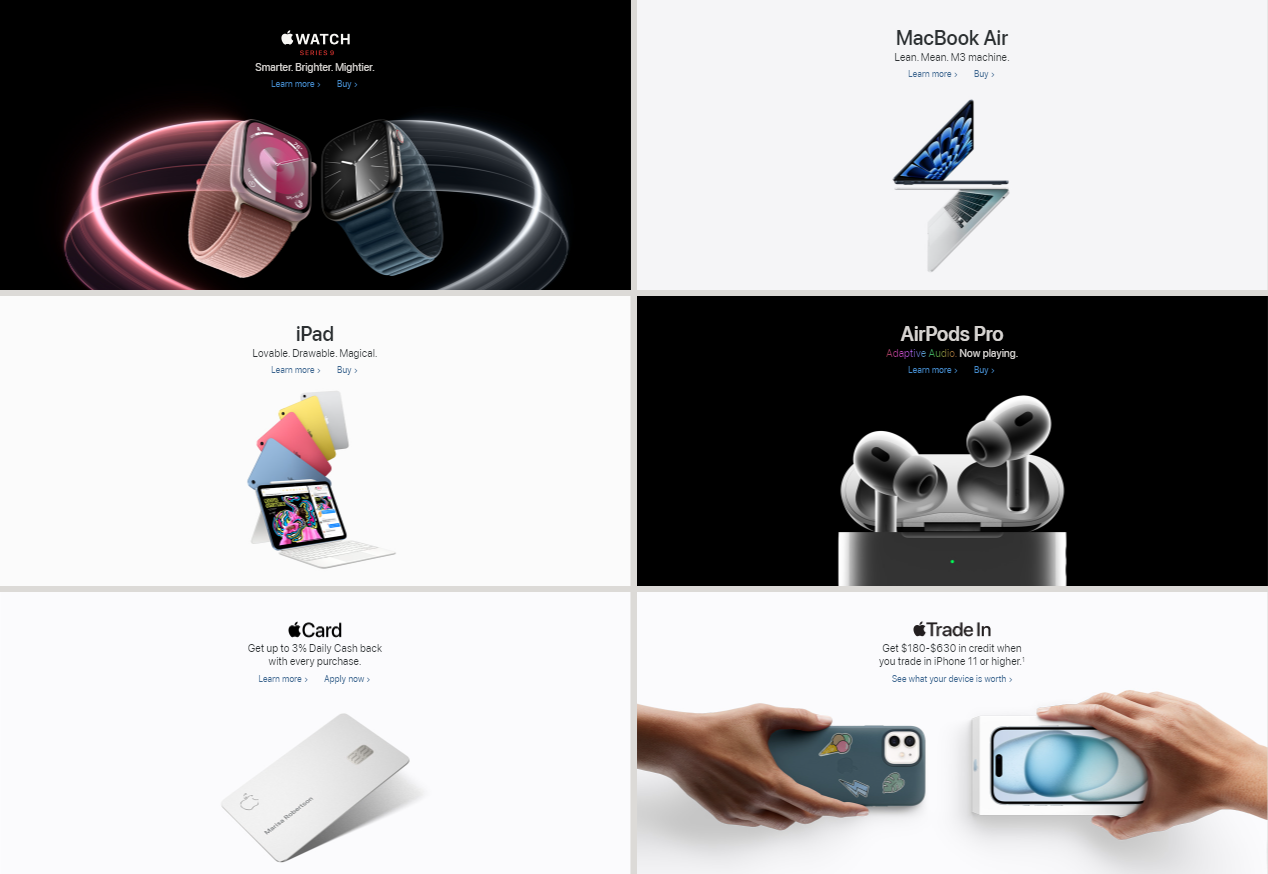 WATCH
SERIES 9
Smarter. Brighter. Mightier.
Learn more > Buy >
MacBook Air
Lean. Mean. M3 machine.
Learn more > Buy >
iPad
Lovable. Drawable. Magical.
Learn more > Buy >
AirPods Pro
Adaptive Audio. Now playing.
Learn more > Buy >
Card
Get up to 3% Daily Cash back
with every purchase.
Learn more > Apply now >
Marisa Robertson
Trade In
Get $180-$630 in credit when
you trade in iPhone 11 or higher.¹
See what your device is worth >